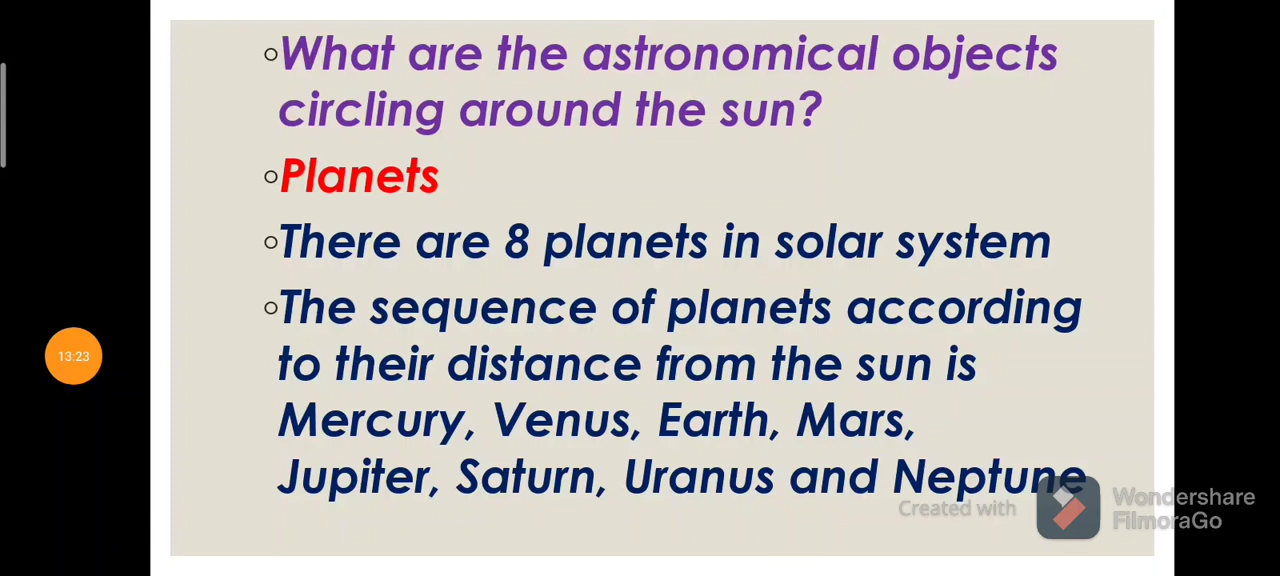 What are the astronomical objects
circling around the sun?
Planets
There are 8 planets in solar system
The sequence of planets according
to their distance from the sun is
Mercury, Venus, Earth, Mars,
Jupiter, Saturn, Uranus and Neptune
13:23
Created with
Wondershare
FilmoraGo